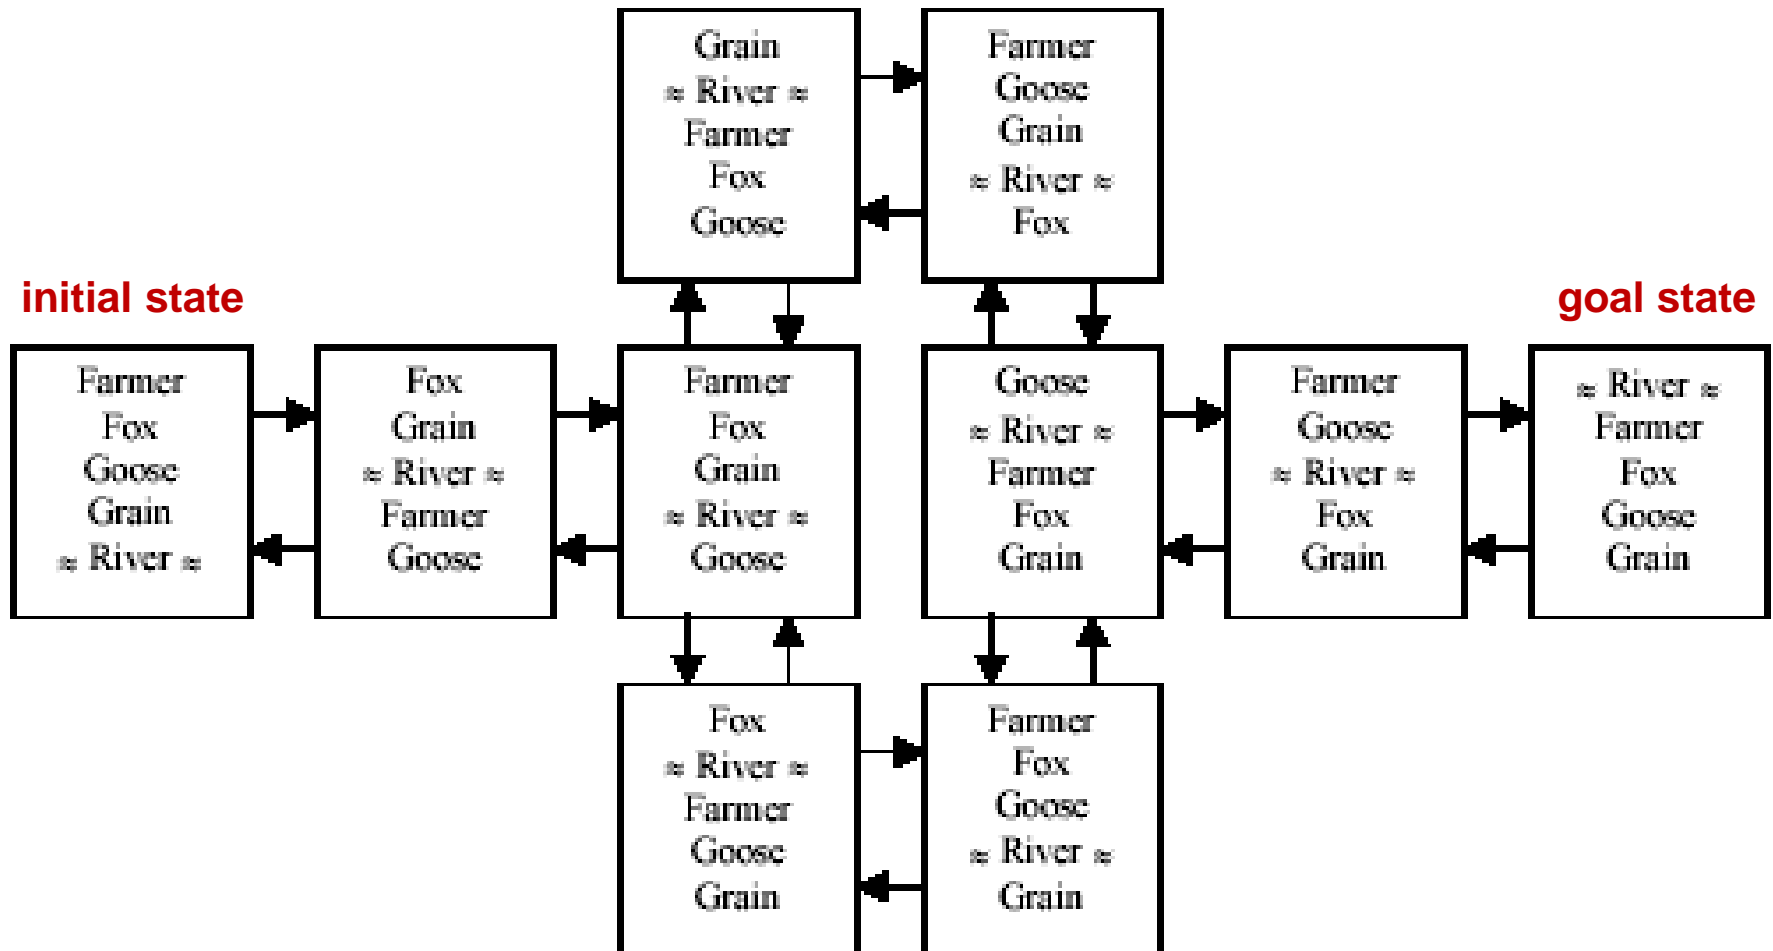 Grain
≈ River ≈
Farmer
Fox
Goose
Farmer
Goose
Grain
≈ River ≈
Fox
initial state
goal state
Farmer
Fox
Goose
Grain
≈ River ≈
Fox
Grain
≈ River ≈
Farmer
Goose
Farmer
Fox
Grain
≈ River ≈
Goose
Goose
≈ River ≈
Farmer
Fox
Grain
Farmer
Goose
≈ River ≈
Fox
Grain
≈ River ≈
Farmer
Fox
Goose
Grain
Fox
≈ River ≈
Farmer
Goose
Grain
Farmer
Fox
Goose
≈ River ≈
Grain